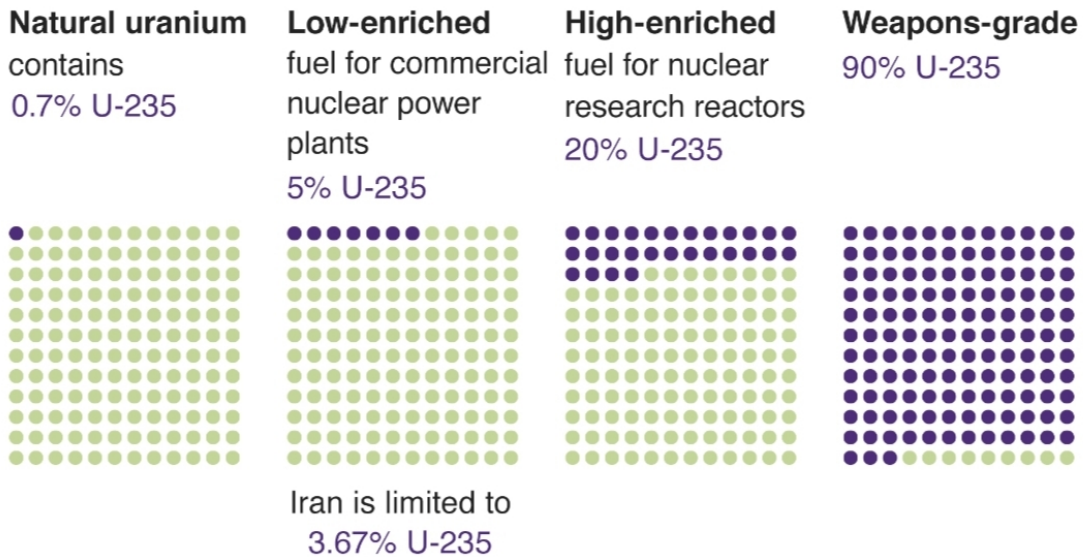 Natural uranium
contains
0.7% U-235
Low-enriched
fuel for commercial
nuclear power
plants
5% U-235
High-enriched
fuel for nuclear
research reactors
20% U-235
Weapons-grade
90% U-235
Iran is limited to
3.67% U-235